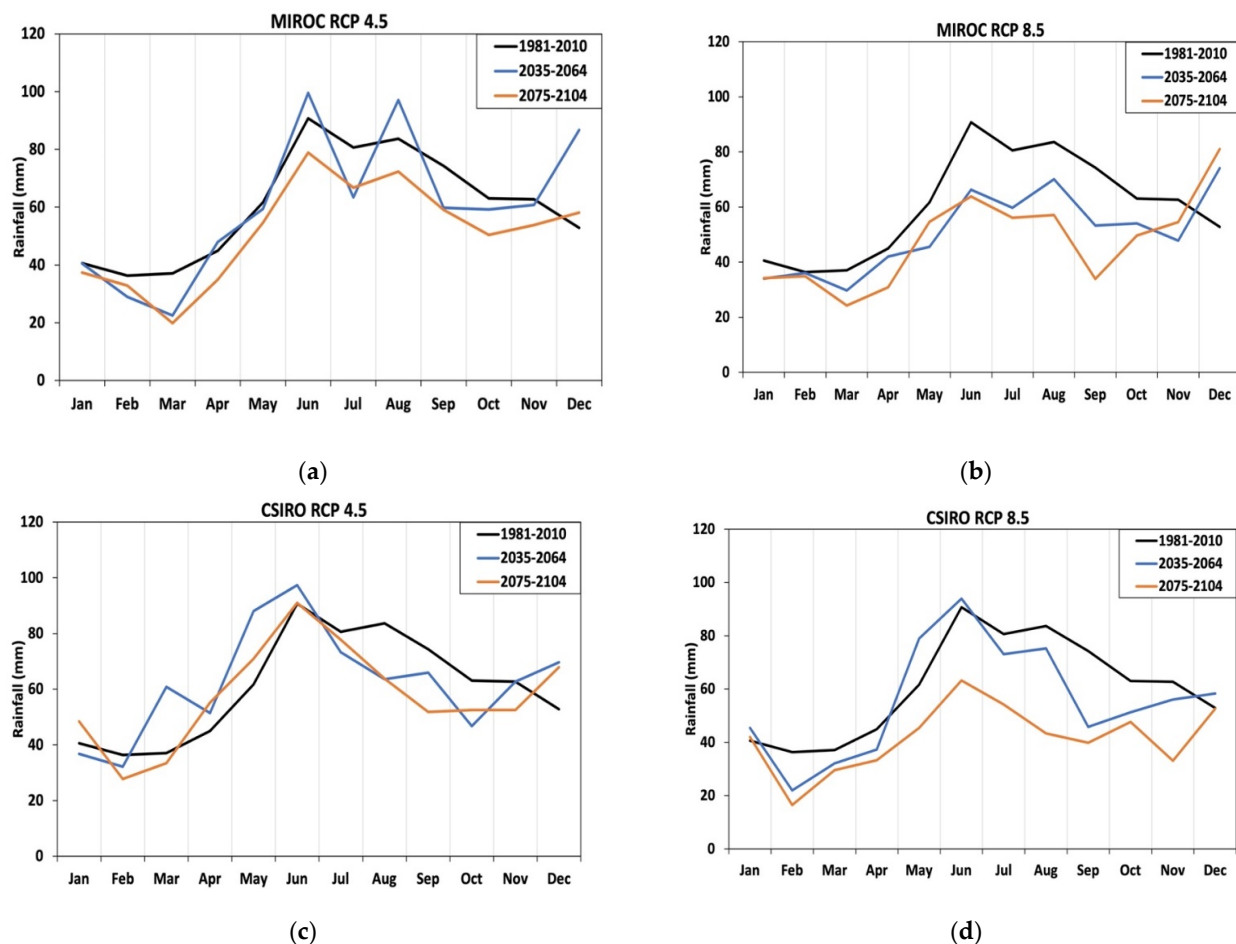 MIROC RCP 4.5
120
100
80
60
40
20
0
Rainfall (mm)
1981-2010
2035-2064
2075-2104
Jan Feb Mar Apr May Jun Jul Aug Sep Oct Nov Dec
(a)
MIROC RCP 8.5
120
100
80
60
40
20
0
Rainfall (mm)
1981-2010
2035-2064
2075-2104
Jan Feb Mar Apr May Jun Jul Aug Sep Oct Nov Dec
(b)
CSIRO RCP 4.5
120
100
80
60
40
20
0
Rainfall (mm)
1981-2010
2035-2064
2075-2104
Jan Feb Mar Apr May Jun Jul Aug Sep Oct Nov Dec
(c)
CSIRO RCP 8.5
120
100
80
60
40
20
0
Rainfall (mm)
1981-2010
2035-2064
2075-2104
Jan Feb Mar Apr May Jun Jul Aug Sep Oct Nov Dec
(d)